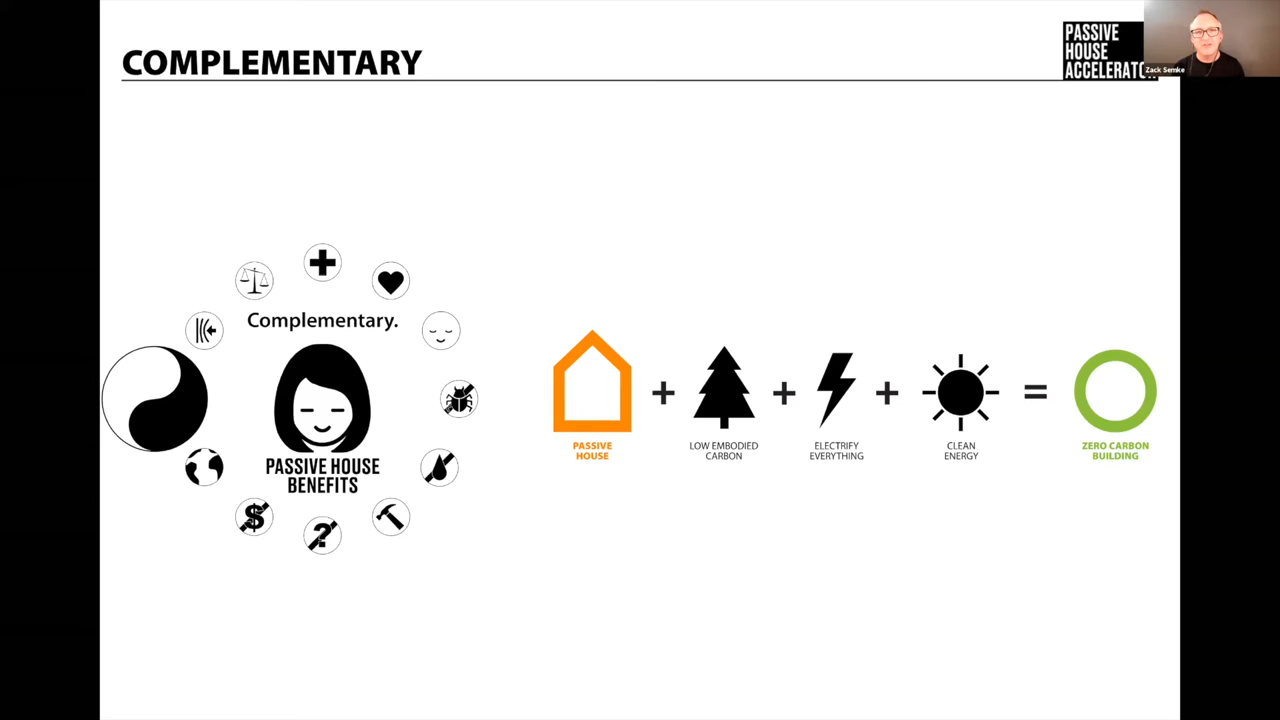 COMPLEMENTARY
PASSIVE
HOUSE
ACCELERATO
Zack Semke
Complementary.
PASSIVE HOUSE
BENEFITS
$
?
+
+
+
=
PASSIVE
HOUSE
LOW EMBODIED
CARBON
ELECTRIFY
EVERYTHING
CLEAN
ENERGY
ZERO CARBON
BUILDING